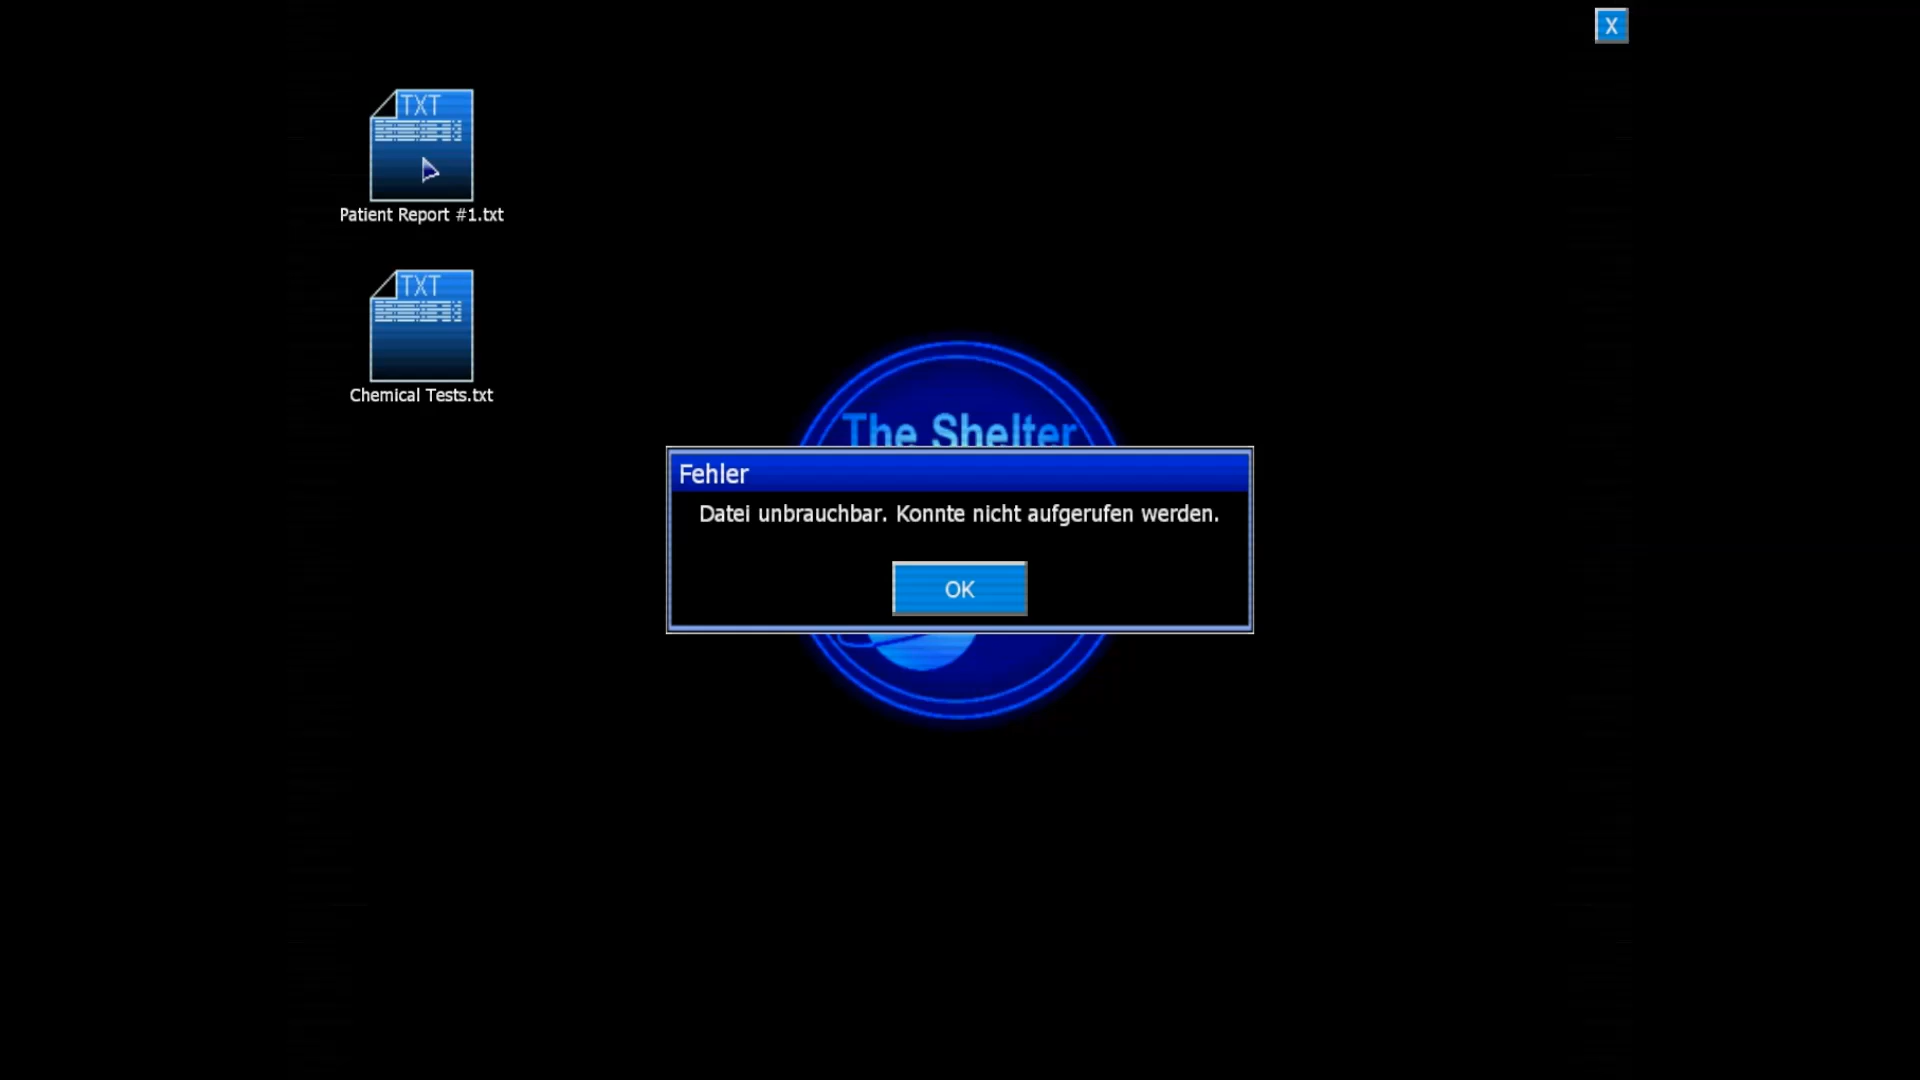 X
TXT
Patient Report #1.txt
TXT
Chemical Tests.txt
The Shelter
Fehler
Datei unbrauchbar. Konnte nicht aufgerufen werden.
OK